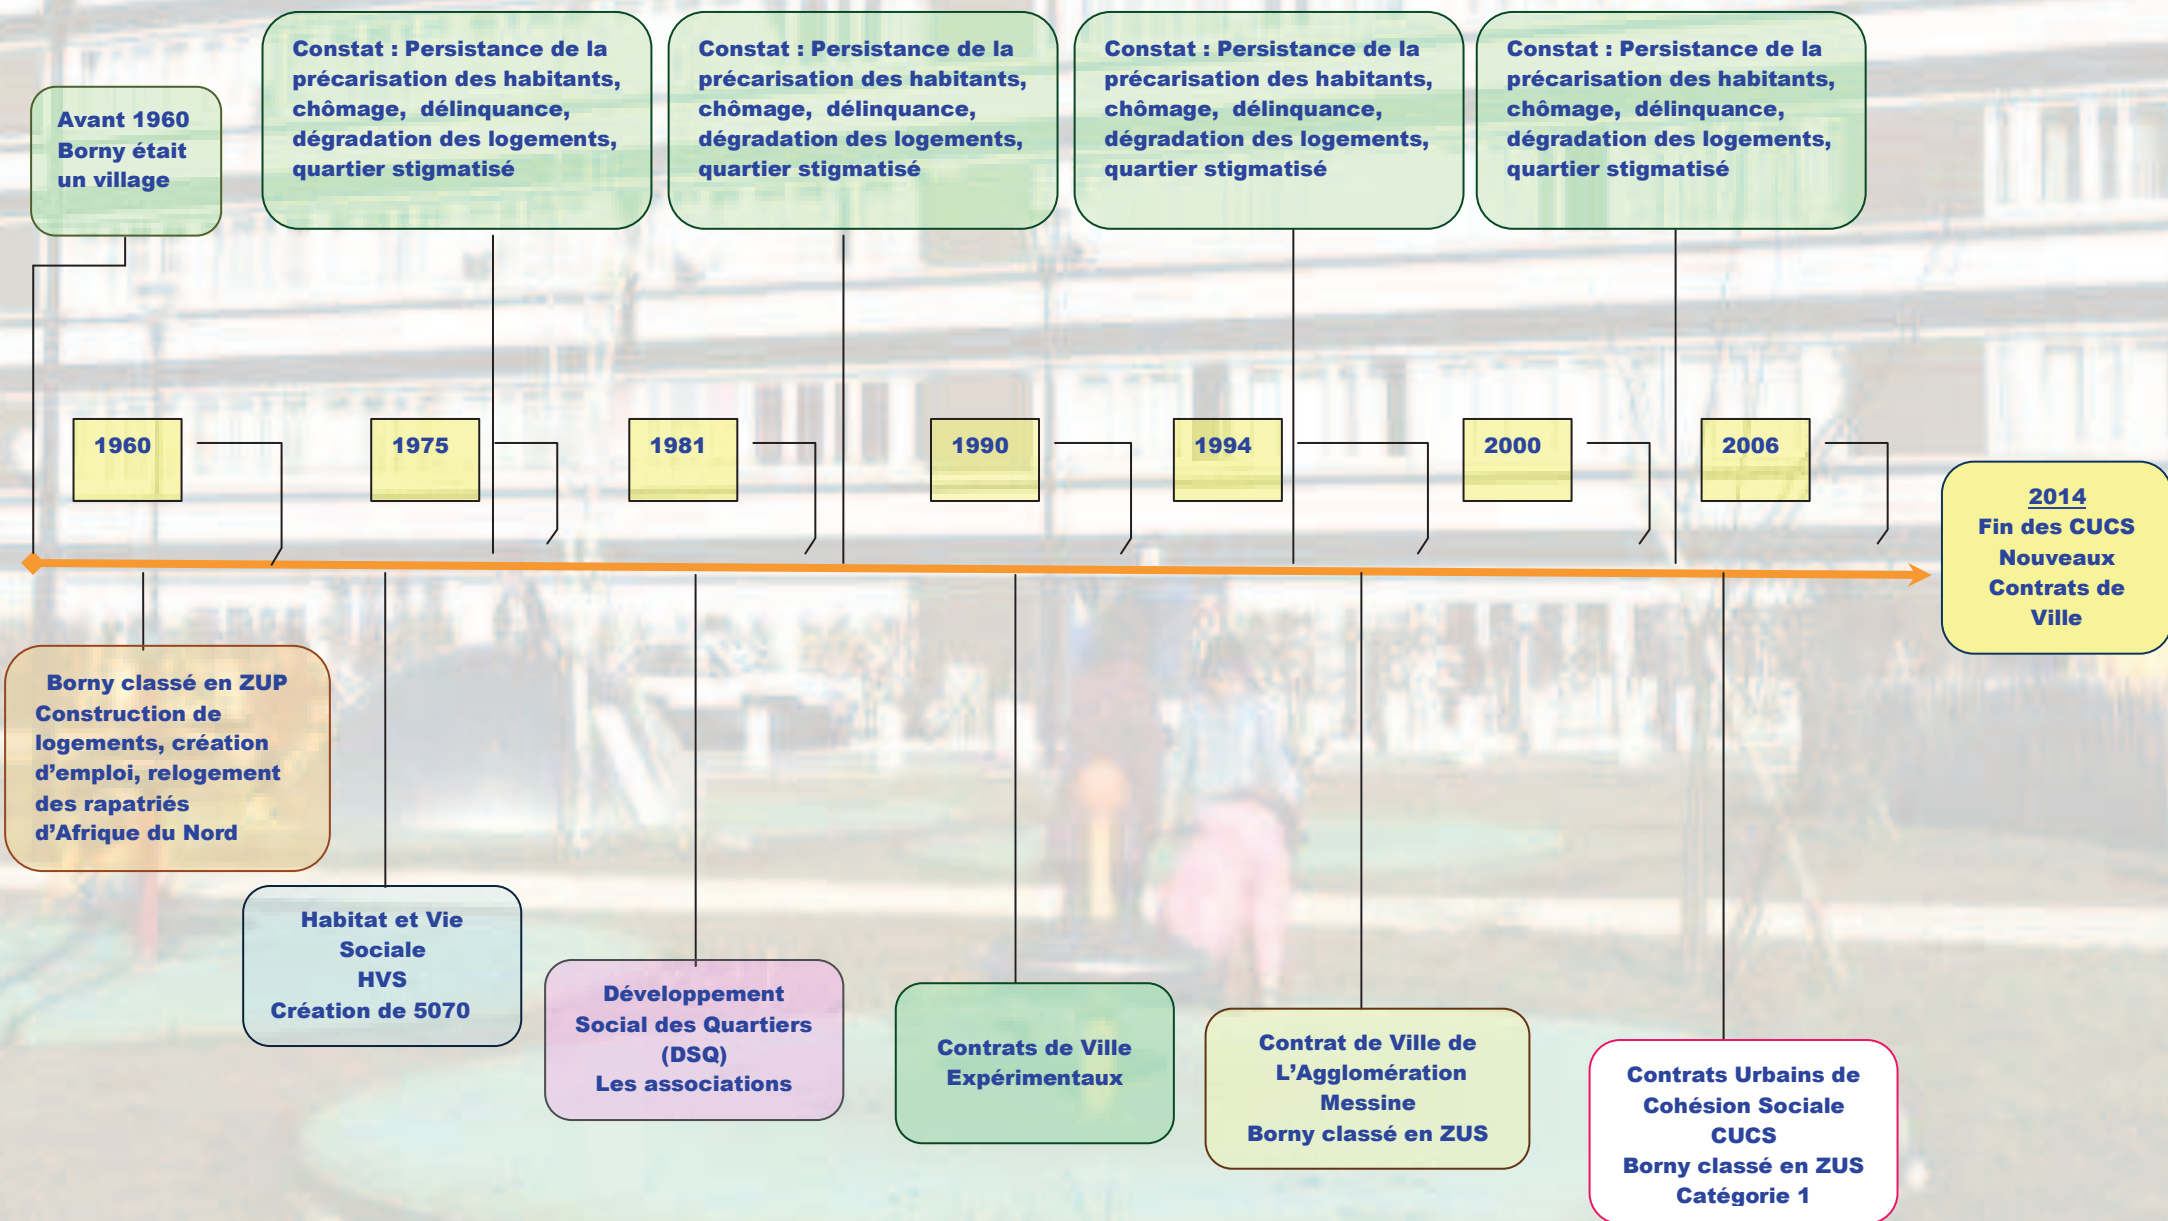 Avant 1960
Borny était
un village
Constat : Persistance de la
précarisation des habitants,
chômage,  délinquance,
dégradation des logements,
quartier stigmatisé
Constat : Persistance de la
précarisation des habitants,
chômage,  délinquance,
dégradation des logements,
quartier stigmatisé
Constat : Persistance de la
précarisation des habitants,
chômage,  délinquance,
dégradation des logements,
quartier stigmatisé
Constat : Persistance de la
précarisation des habitants,
chômage,  délinquance,
dégradation des logements,
quartier stigmatisé
1960
1975
1981
1990
1994
2000
2006
2014
Fin des CUCS
Nouveaux
Contrats de
Ville
Borny classé en ZUP
Construction de
logements, création
d’emploi, relogement
des rapatriés
d’Afrique du Nord
Habitat et Vie
Sociale
HVS
Création de 5070
Développement
Social des Quartiers
(DSQ)
Les associations
Contrats de Ville
Expérimentaux
Contrat de Ville de
L’Agglomération
Messine
Borny classé en ZUS
Contrats Urbains de
Cohésion Sociale
CUCS
Borny classé en ZUS
Catégorie 1